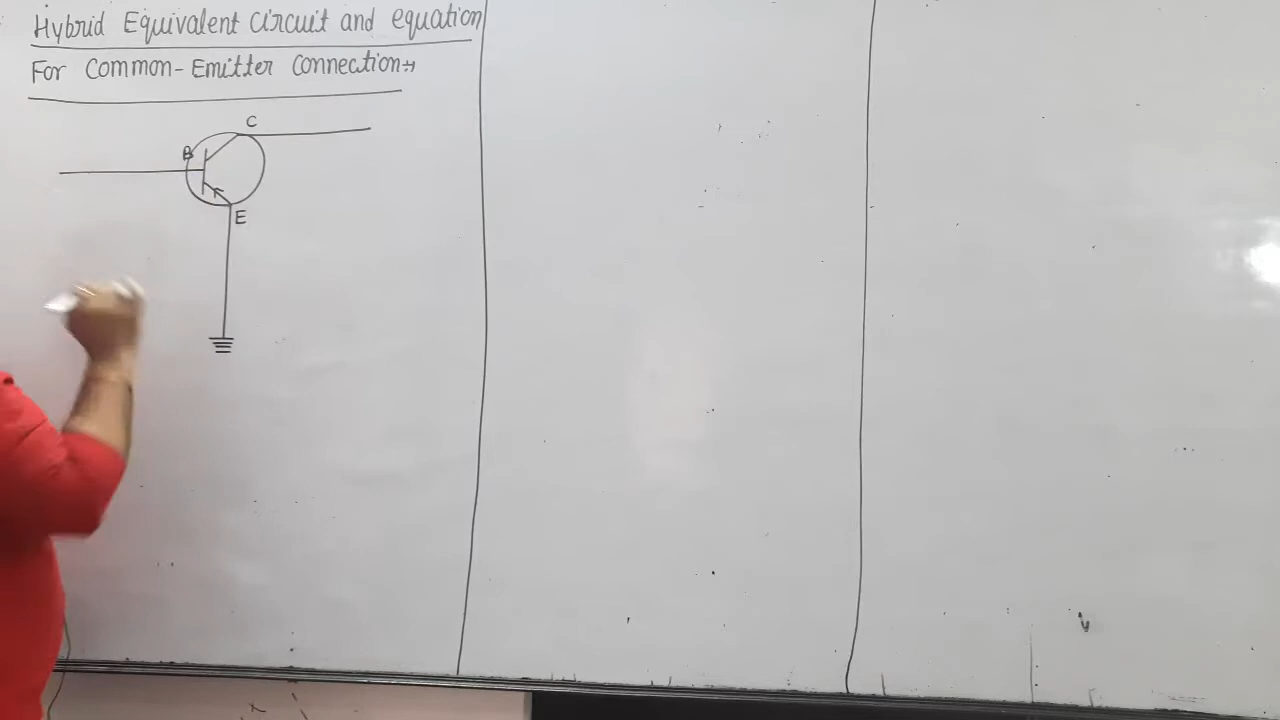 Hybrid Equivalent Circuit and equation
For Common-Emitter Connection:→
C
B
E